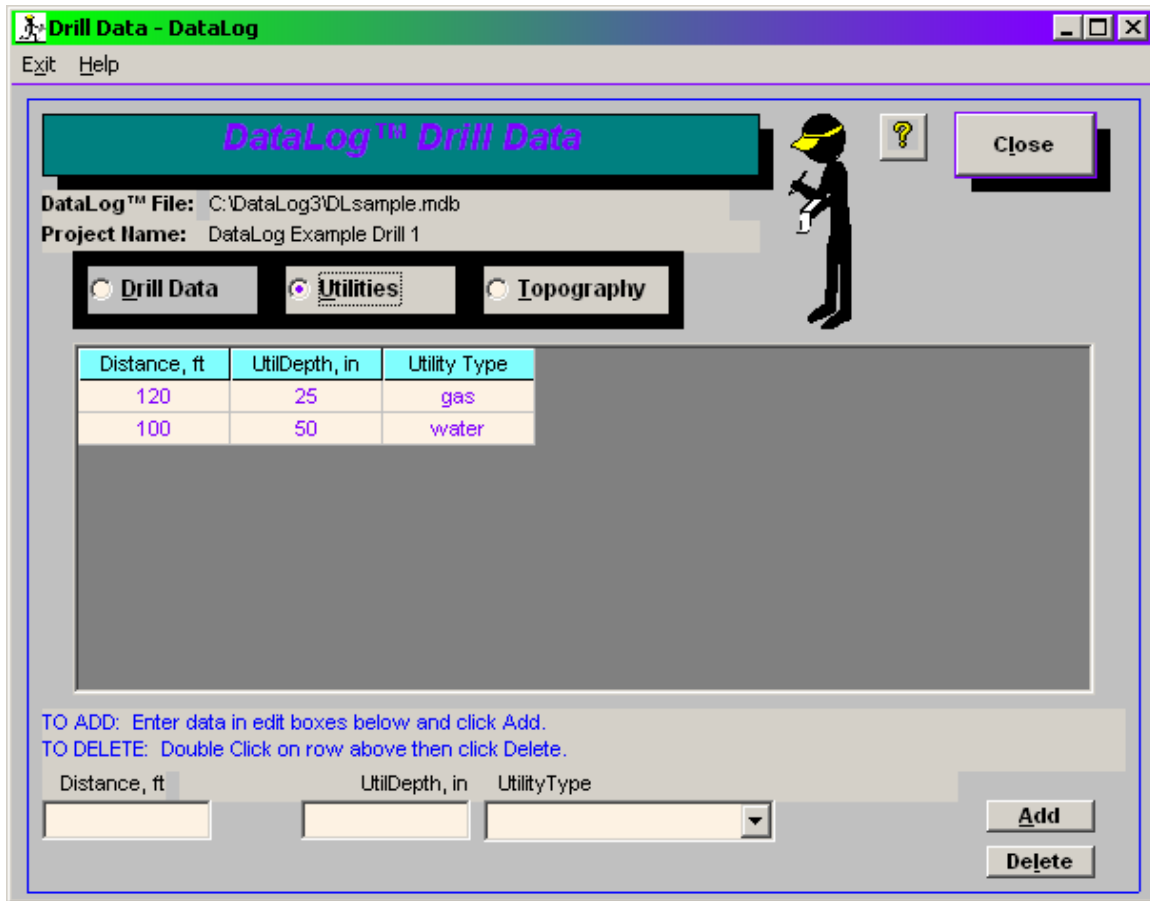 Drill Data - DataLog
Exit Help
DataLog™ Drill Data
?
Close
DataLog™ File: C:\DataLog3\DLsample.mdb
Project Name: DataLog Example Drill 1
Drill Data Utilities Topography
Distance, ft UtilDepth, in Utility Type
120 25 gas
100 50 water
TO ADD: Enter data in edit boxes below and click Add.
TO DELETE: Double Click on row above then click Delete.
Distance, ft UtilDepth, in UtilityType
Add
Delete